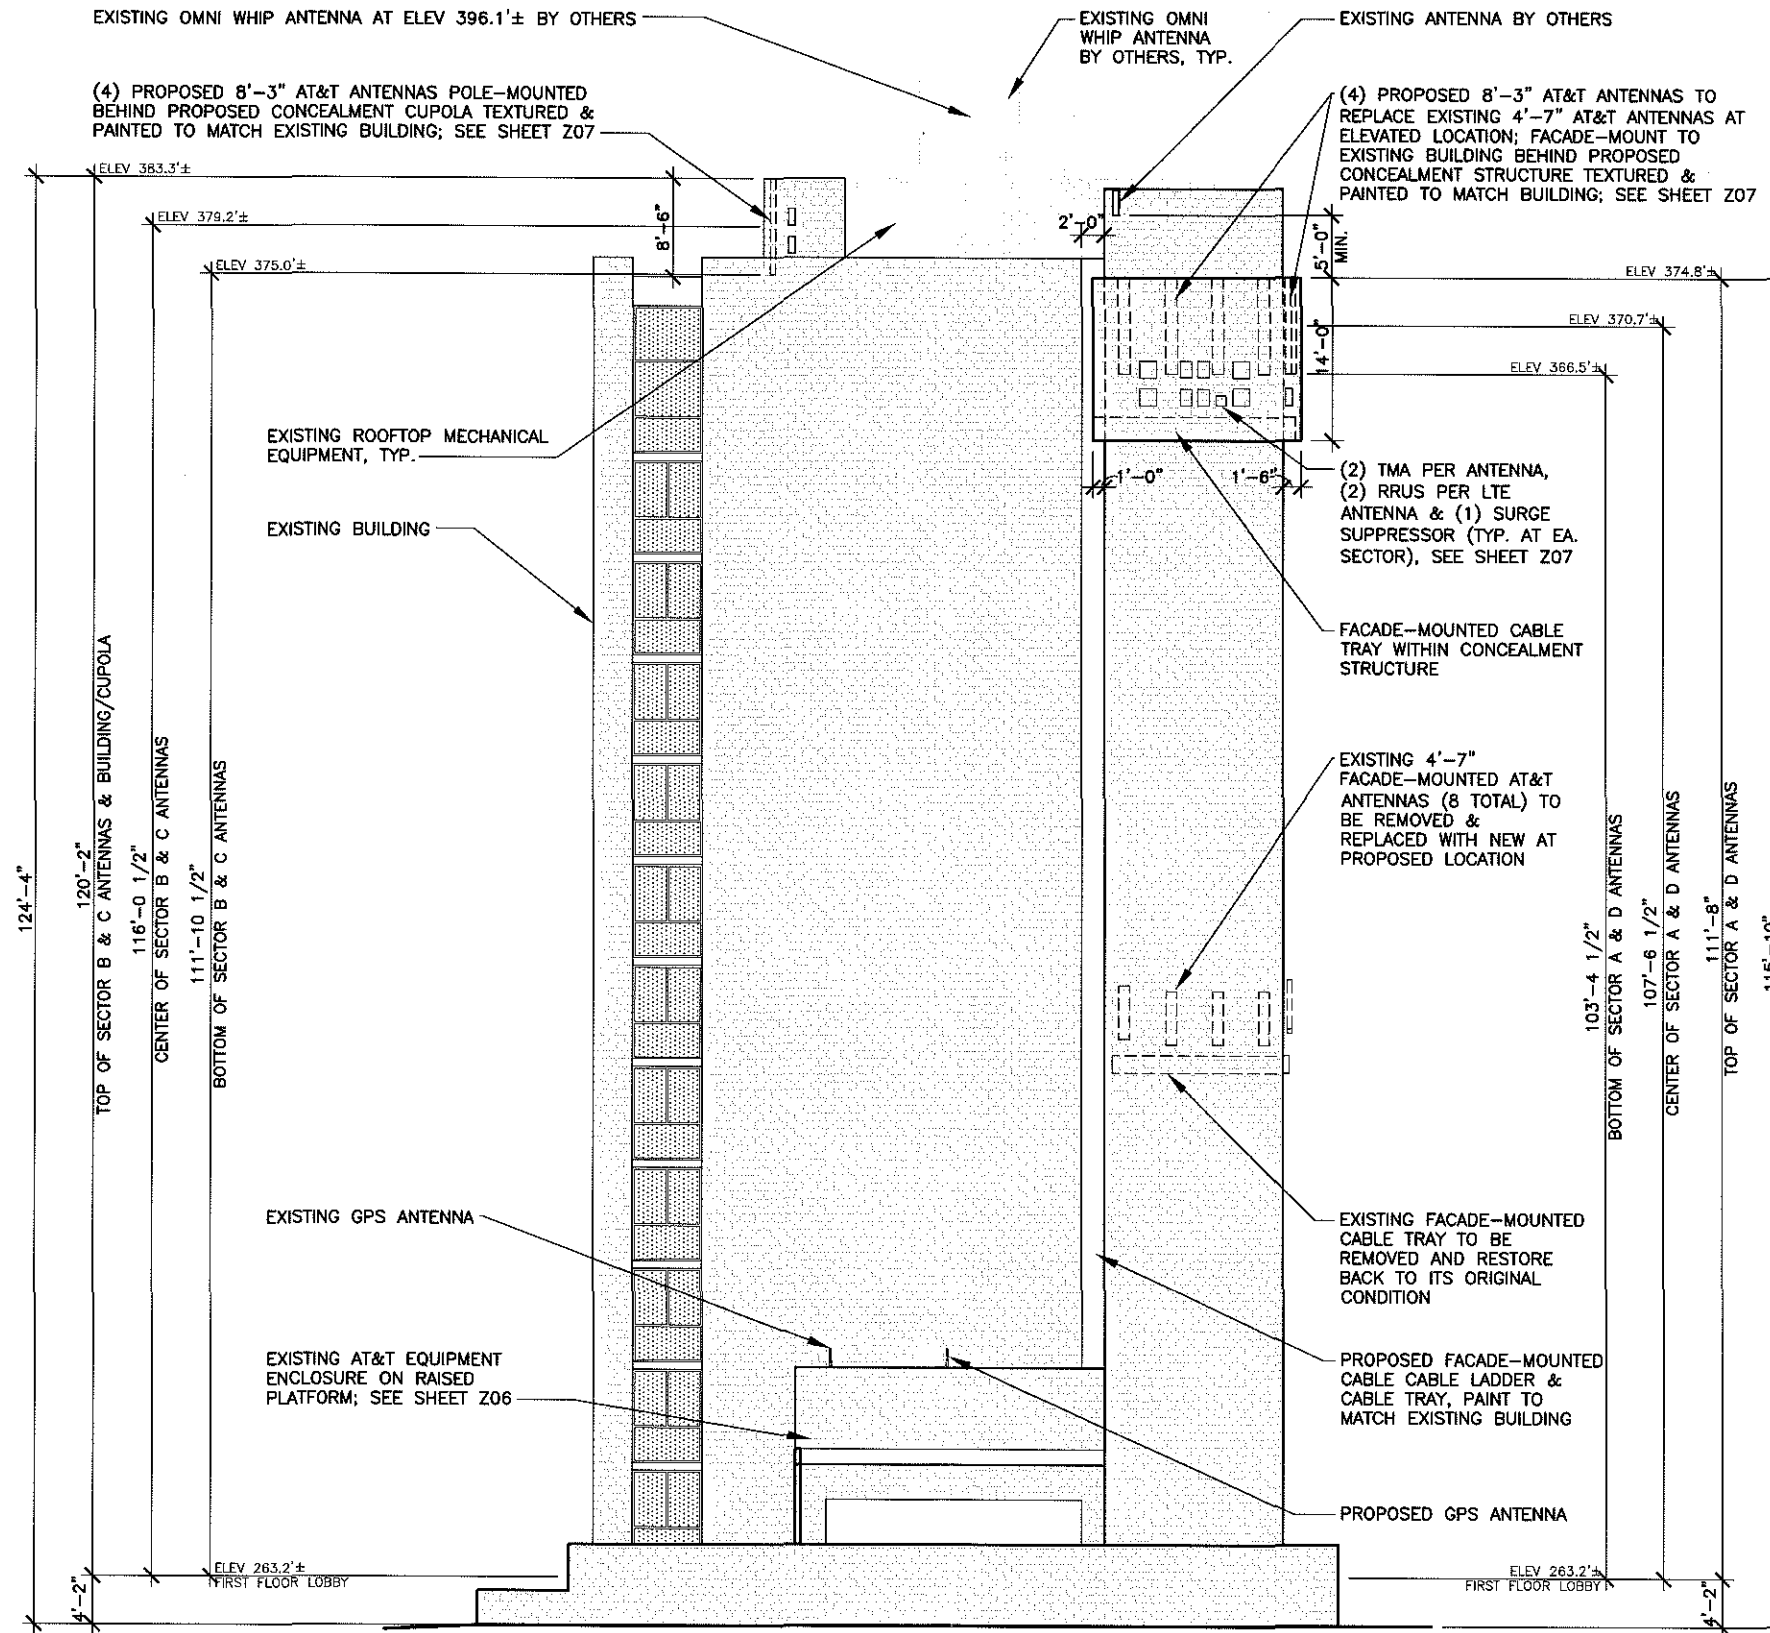 EXISTING OMNI WHIP ANTENNA AT ELEV 396.1'± BY OTHERS
EXISTING OMNI
WHIP ANTENNA
BY OTHERS, TYP.
EXISTING ANTENNA BY OTHERS
(4) PROPOSED 8'-3" AT&T ANTENNAS POLE-MOUNTED
BEHIND PROPOSED CONCEALMENT CUPOLA TEXTURED &
PAINTED TO MATCH EXISTING BUILDING; SEE SHEET Z07
(4) PROPOSED 8'-3" AT&T ANTENNAS TO
REPLACE EXISTING 4'-7" AT&T ANTENNAS AT
ELEVATED LOCATION; FACADE-MOUNT TO
EXISTING BUILDING BEHIND PROPOSED
CONCEALMENT STRUCTURE TEXTURED &
PAINTED TO MATCH BUILDING; SEE SHEET Z07
ELEV 383.3'±
ELEV 379.2'±
ELEV 375.0'±
8'-6"
2'-0"
5'-0"
MIN.
ELEV 374.8'±
ELEV 370.7'±
ELEV 366.5'±
14'-0"
1'-0"
1'-6"
EXISTING ROOFTOP MECHANICAL
EQUIPMENT, TYP.
EXISTING BUILDING
(2) TMA PER ANTENNA,
(2) RRUS PER LTE
ANTENNA & (1) SURGE
SUPPRESSOR (TYP. AT EA.
SECTOR), SEE SHEET Z07
FACADE-MOUNTED CABLE
TRAY WITHIN CONCEALMENT
STRUCTURE
EXISTING 4'-7"
FACADE-MOUNTED AT&T
ANTENNAS (8 TOTAL) TO
BE REMOVED &
REPLACED WITH NEW AT
PROPOSED LOCATION
124'-4"
120'-2"
TOP OF SECTOR B & C ANTENNAS & BUILDING/CUPOLA
116'-0 1/2"
CENTER OF SECTOR B & C ANTENNAS
111'-10 1/2"
BOTTOM OF SECTOR B & C ANTENNAS
103'-4 1/2"
BOTTOM OF SECTOR A & D ANTENNAS
107'-6 1/2"
CENTER OF SECTOR A & D ANTENNAS
111'-8"
TOP OF SECTOR A & D ANTENNAS
115'-10"
EXISTING GPS ANTENNA
EXISTING FACADE-MOUNTED
CABLE TRAY TO BE
REMOVED AND RESTORE
BACK TO ITS ORIGINAL
CONDITION
EXISTING AT&T EQUIPMENT
ENCLOSURE ON RAISED
PLATFORM; SEE SHEET Z06
PROPOSED FACADE-MOUNTED
CABLE CABLE LADDER &
CABLE TRAY, PAINT TO
MATCH EXISTING BUILDING
PROPOSED GPS ANTENNA
ELEV 263.2'±
FIRST FLOOR LOBBY
ELEV 263.2'±
FIRST FLOOR LOBBY
4'-2"
4'-2"